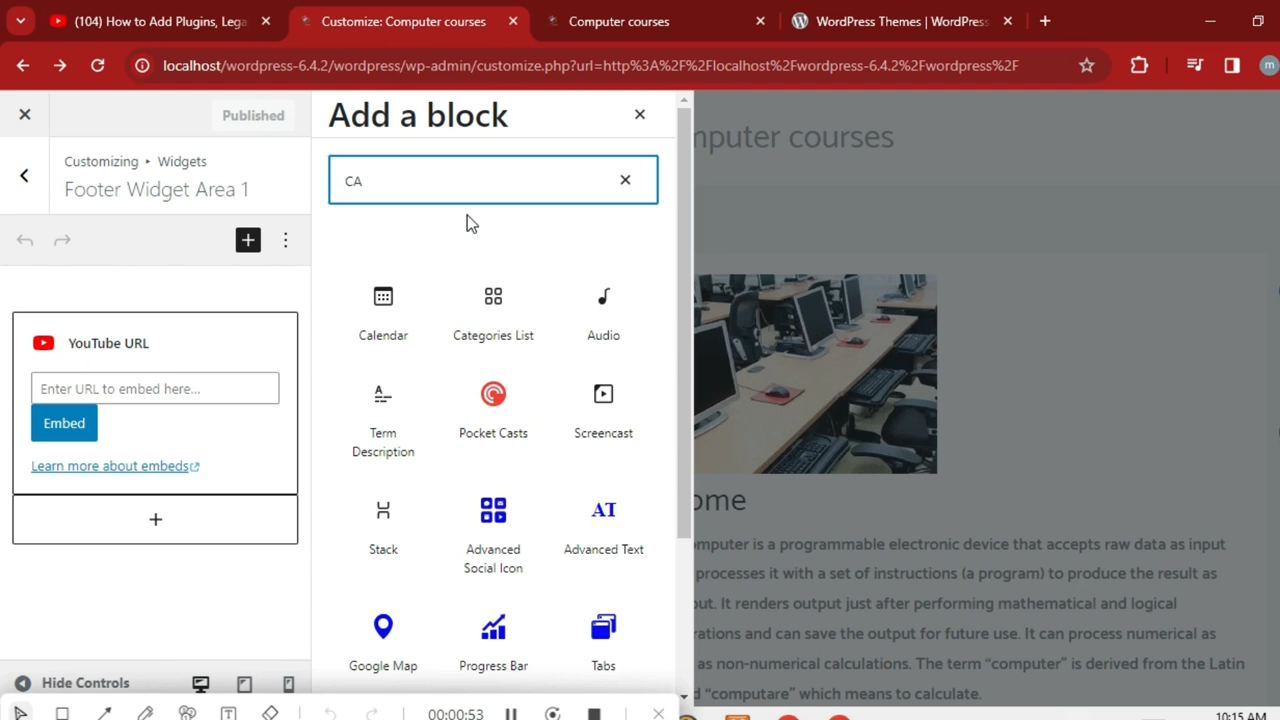 (104) How to Add Plugins, Lega
Customize: Computer courses
Computer courses
WordPress Themes | WordPress
localhost/wordpress-6.4.2/wordpress/wp-admin/customize.php?url=http%3A%2F%2Flocalhost%2Fwordpress-6.4.2%2Fwordpress%2F
m
Published
Add a block
mputer courses
Customizing ▸ Widgets
Footer Widget Area 1
CA
YouTube URL
Enter URL to embed here...
Embed
Learn more about embeds
Calendar
Categories List
Audio
Term
Description
Pocket Casts
Screencast
Stack
Advanced
Social Icon
AT
Advanced Text
Google Map
Progress Bar
Tabs
ome
omputer is a programmable electronic device that accepts raw data as input
processes it with a set of instructions (a program) to produce the result as
out. It renders output just after performing mathematical and logical
rations and can save the output for future use. It can process numerical as
as non-numerical calculations. The term “computer” is derived from the Latin
d “computare” which means to calculate.
Hide Controls
00:00:53
10:15 AM